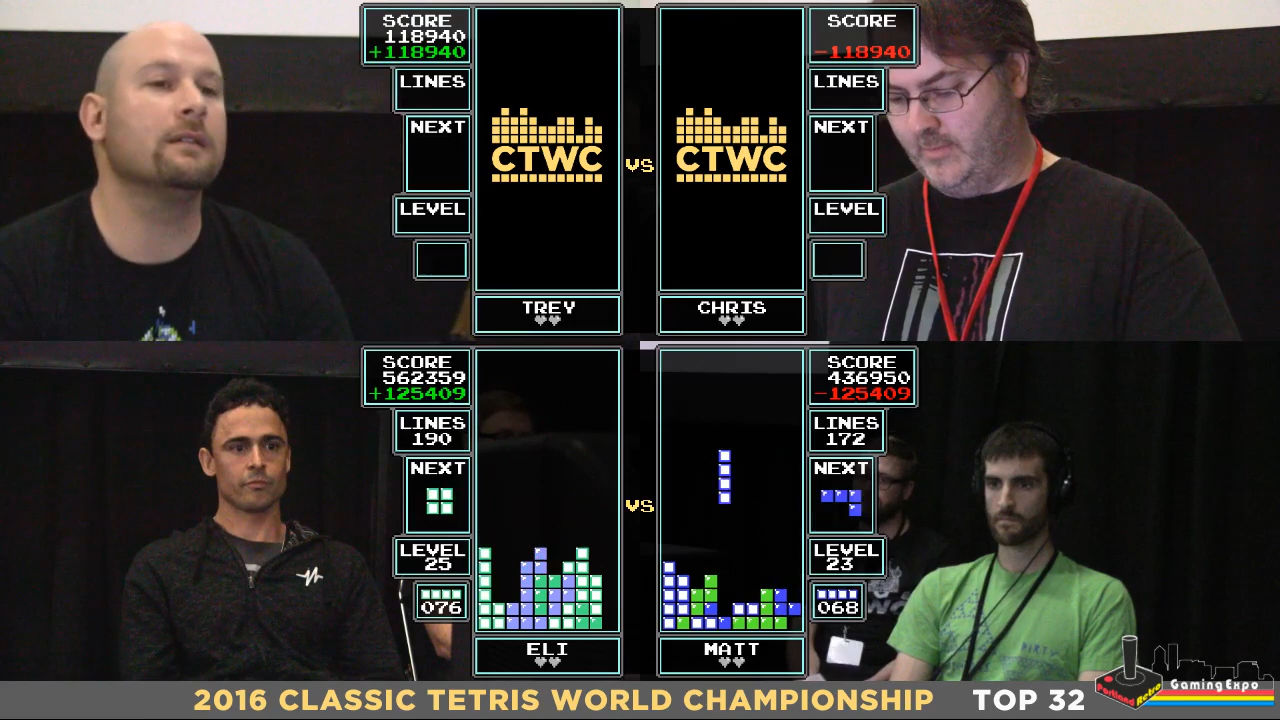 SCORE
118940
+118940
LINES
NEXT
LEVEL
CTWC
TREY
VS
SCORE
-118940
LINES
NEXT
LEVEL
CTWC
CHRIS
SCORE
562359
+125409
LINES
190
NEXT
LEVEL
25
076
ELI
VS
SCORE
436950
-125409
LINES
172
NEXT
LEVEL
23
068
MATT
2016 CLASSIC TETRIS WORLD CHAMPIONSHIP TOP 32
Portland Retro Gaming Expo